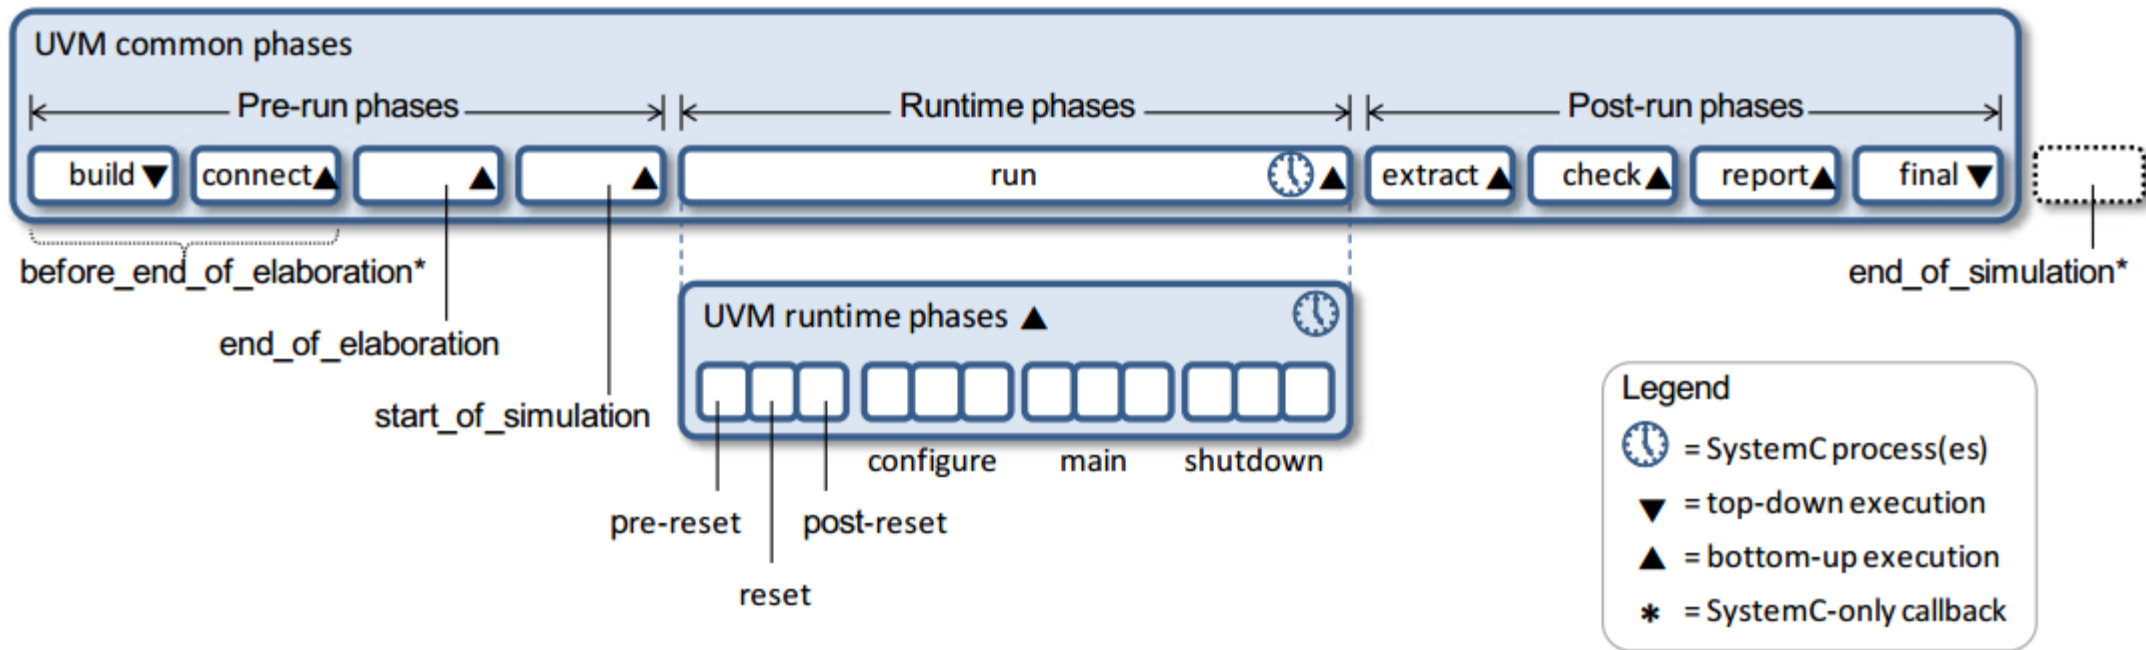 UVM common phases
Pre-run phases
Runtime phases
Post-run phases
build
connect
run
extract
check
report
final
before_end_of_elaboration*
end_of_simulation*
end_of_elaboration
start_of_simulation
UVM runtime phases
configure
main
shutdown
pre-reset
post-reset
reset
Legend
= SystemC process(es)
= top-down execution
= bottom-up execution
* = SystemC-only callback